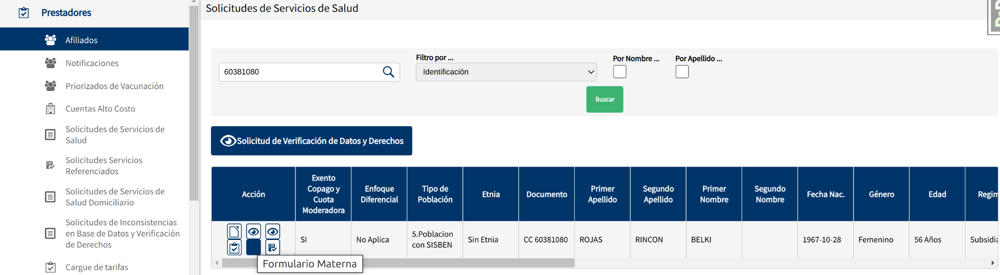 Prestadores
Afiliados
Notificaciones
Priorizados de Vacunación
Cuentas Alto Costo
Solicitudes de Servicios de
Salud
Solicitudes Servicios
Referenciados
Solicitudes de Servicios de
Salud Domiciliario
Solicitudes de Inconsistencias
en Base de Datos y Verificación
de Derechos
Cargue de tarifas
Solicitudes de Servicios de Salud
60381080
Filtro por ...
Identificación
Por Nombre ...
Por Apellido ...
Buscar
Solicitud de Verificación de Datos y Derechos
Acción
Exento
Copago y
Cuota
Moderadora
Enfoque
Diferencial
Tipo de
Población
Etnia
Documento
Primer
Apellido
Segundo
Apellido
Primer
Nombre
Segundo
Nombre
Fecha Nac.
Género
Edad
Regim
SI
No Aplica
5.Poblacion
con SISBEN
Sin Etnia
CC 60381080
ROJAS
RINCON
BELKI
1967-10-28
Femenino
56 Años
Subsidia
Formulario Materna